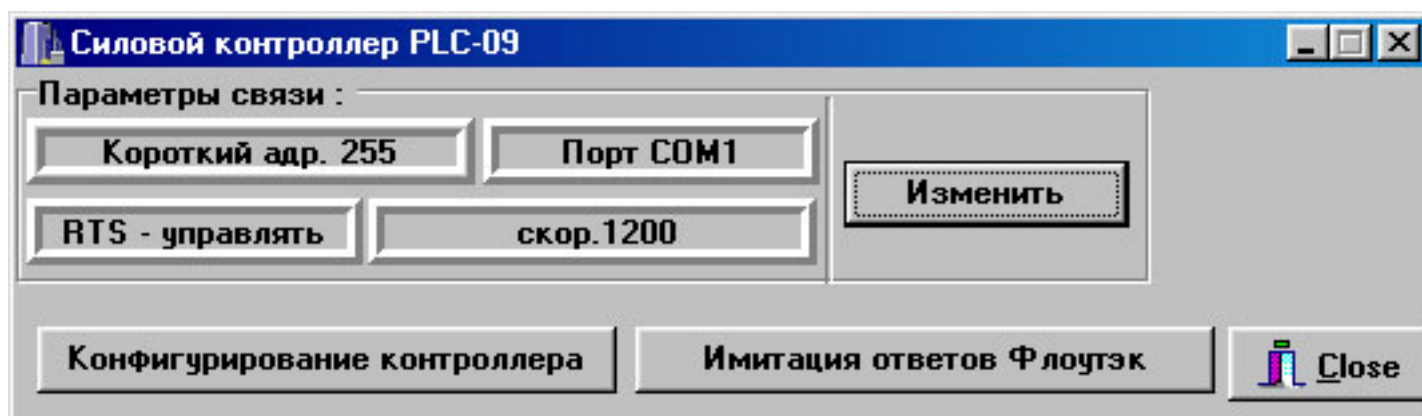 Силовой контроллер PLC-09
Параметры связи :
Короткий адр. 255
Порт COM1
Изменить
RTS - управлять
скор.1200
Конфигурирование контроллера
Имитация ответов Флоутэк
Close